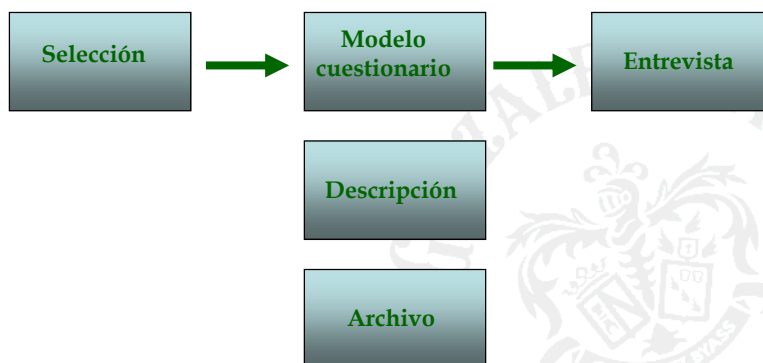 Selección
Modelo
cuestionario
Entrevista
Descripción
Archivo